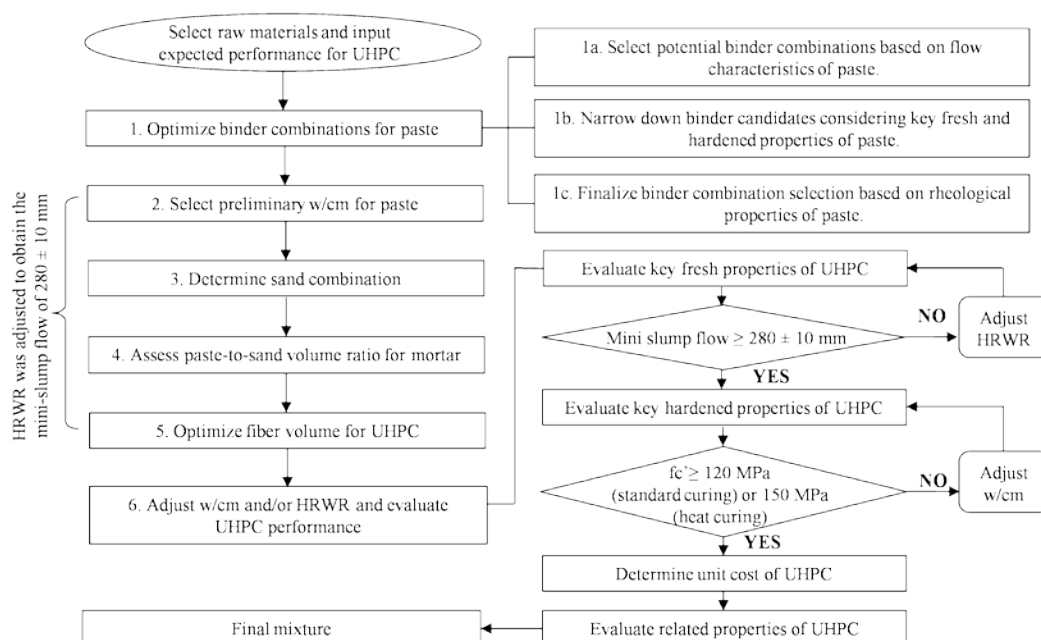 Select raw materials and input
expected performance for UHPC
1. Optimize binder combinations for paste
1a. Select potential binder combinations based on flow
characteristics of paste.
1b. Narrow down binder candidates considering key fresh and
hardened properties of paste.
1c. Finalize binder combination selection based on rheological
properties of paste.
HRWR was adjusted to obtain the
mini-slump flow of 280 ± 10 mm
2. Select preliminary w/cm for paste
3. Determine sand combination
4. Assess paste-to-sand volume ratio for mortar
5. Optimize fiber volume for UHPC
6. Adjust w/cm and/or HRWR and evaluate
UHPC performance
Evaluate key fresh properties of UHPC
Mini slump flow ≥ 280 ± 10 mm
NO
Adjust
HRWR
YES
Evaluate key hardened properties of UHPC
fc'≥ 120 MPa
(standard curing) or 150 MPa
(heat curing)
NO
Adjust
w/cm
YES
Determine unit cost of UHPC
Evaluate related properties of UHPC
Final mixture